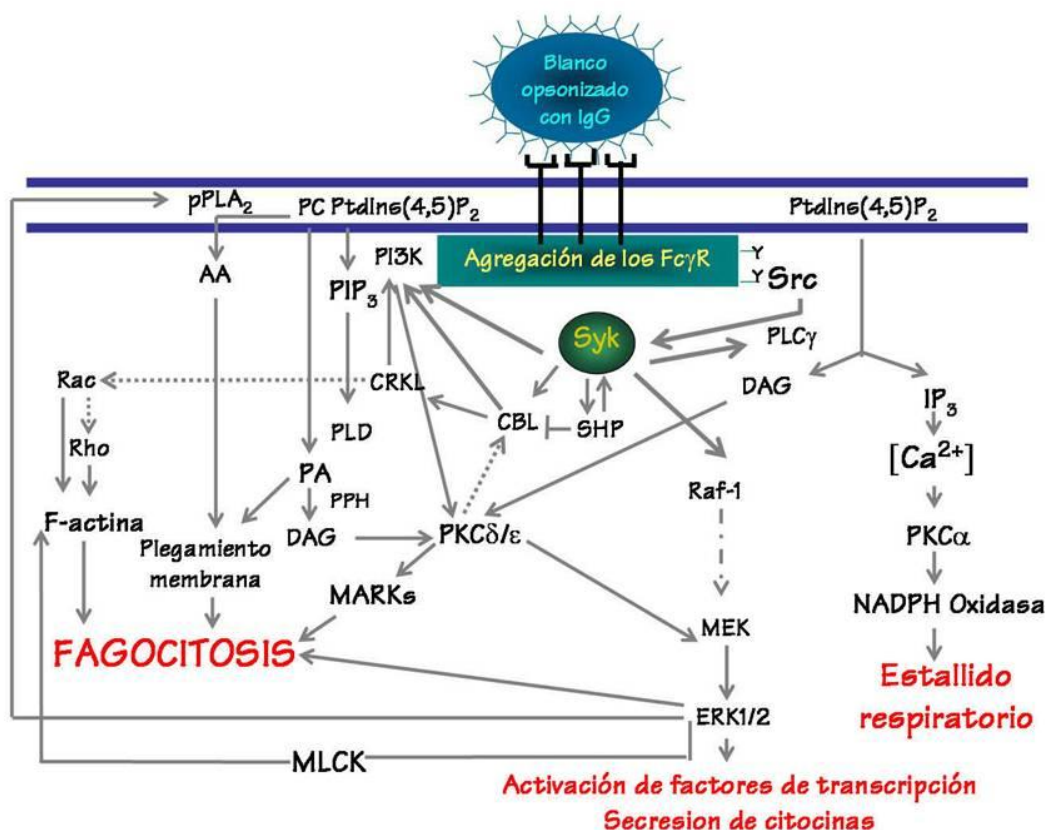 Blanco
opsonizado
con IgG
pPLA₂
PC PtdIns(4,5)P₂
PtdIns(4,5)P₂
Agregación de los FcγR
Y
Y
Src
AA
PI3K
PIP₃
Syk
PLCγ
Rac
CRKL
DAG
IP₃
CBL
SHP
Rho
PLD
[Ca²⁺]
PA
PPH
Raf-1
F-actina
DAG
PKCδ/ε
PKCα
Plegamiento
membrana
MARKs
NADPH Oxidasa
MEK
FAGOCITOSIS
Estallido
respiratorio
ERK1/2
MLCK
Activación de factores de transcripción
Secresion de citocinas